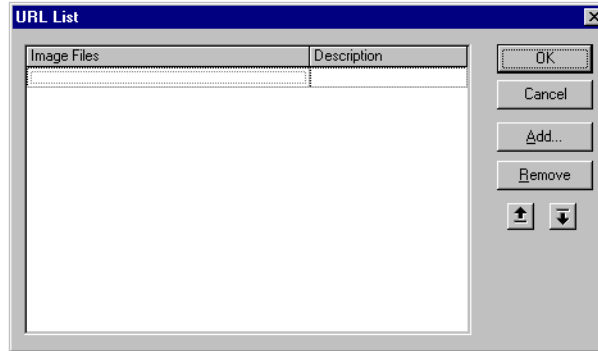 URL List
Image Files Description
OK
Cancel
Add...
Remove